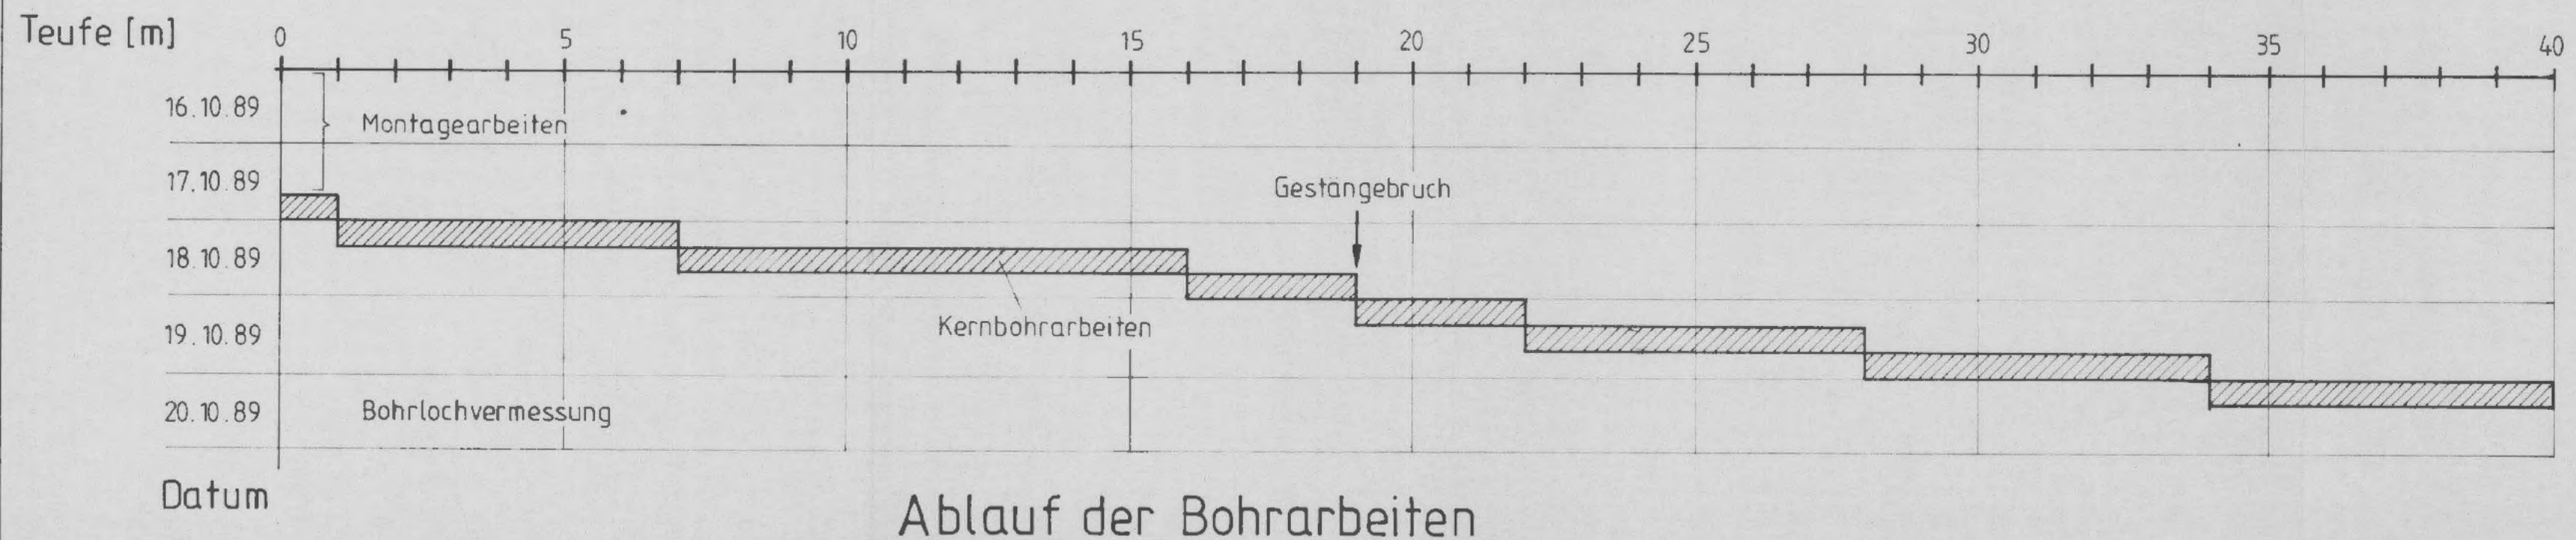 Teufe [m] 0 5 10 15 20 25 30 35 40
16.10.89
Montagearbeiten
17.10.89
Gestängebruch
18.10.89
Kernbohrarbeiten
19.10.89
20.10.89 Bohrlochvermessung
Datum
Ablauf der Bohrarbeiten